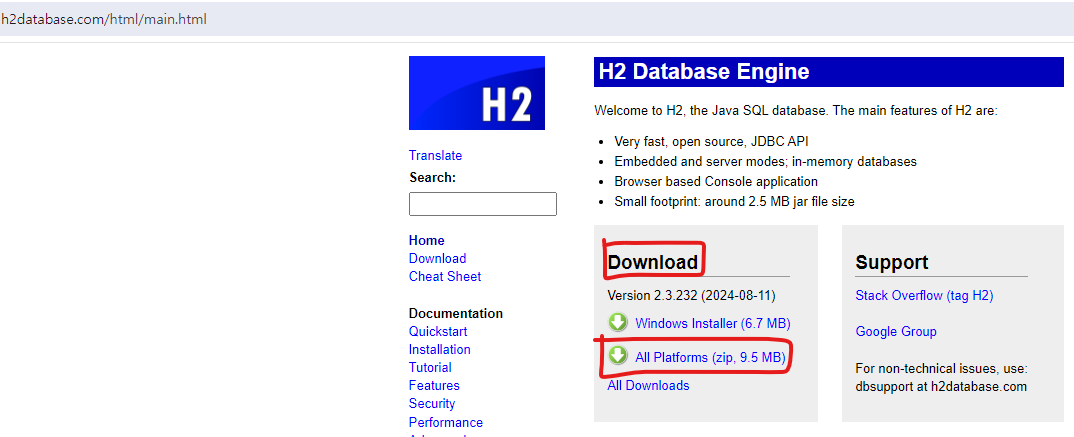 h2database.com/html/main.html
H2
Translate
Search:
Home
Download
Cheat Sheet
Documentation
Quickstart
Installation
Tutorial
Features
Security
Performance
H2 Database Engine
Welcome to H2, the Java SQL database. The main features of H2 are:
• Very fast, open source, JDBC API
• Embedded and server modes; in-memory databases
• Browser based Console application
• Small footprint: around 2.5 MB jar file size
Download
Version 2.3.232 (2024-08-11)
Windows Installer (6.7 MB)
All Platforms (zip, 9.5 MB)
All Downloads
Support
Stack Overflow (tag H2)
Google Group
For non-technical issues, use:
dbsupport at h2database.com